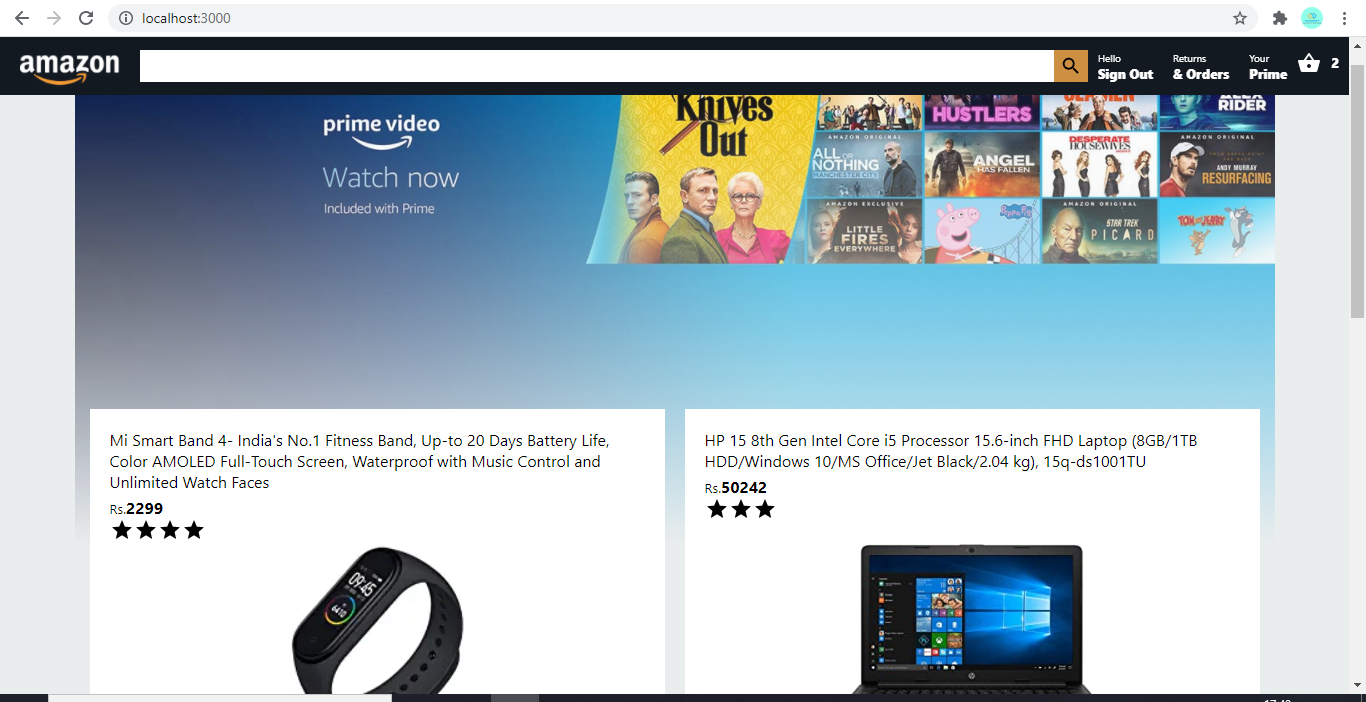 localhost:3000
amazon
Hello
Sign Out
Returns
& Orders
Your
Prime
2
prime video
Watch now
Included with Prime
Knives
Out
HUSTLERS
ALEX
RIDER
AMAZON ORIGINAL
ALL OR
NOTHING
MANCHESTER CITY
ANGEL
HAS FALLEN
DESPERATE
HOUSEWIVES
AMAZON ORIGINAL
ANDY MURRAY
RESURFACING
AMAZON EXCLUSIVE
LITTLE
FIRES
EVERYWHERE
Peppa Pig
AMAZON ORIGINAL
STAR TREK
PICARD
TOM and JERRY
Mi Smart Band 4- India's No.1 Fitness Band, Up-to 20 Days Battery Life,
Color AMOLED Full-Touch Screen, Waterproof with Music Control and
Unlimited Watch Faces
Rs.2299
09:45
HP 15 8th Gen Intel Core i5 Processor 15.6-inch FHD Laptop (8GB/1TB
HDD/Windows 10/MS Office/Jet Black/2.04 kg), 15q-ds1001TU
Rs.50242
hp